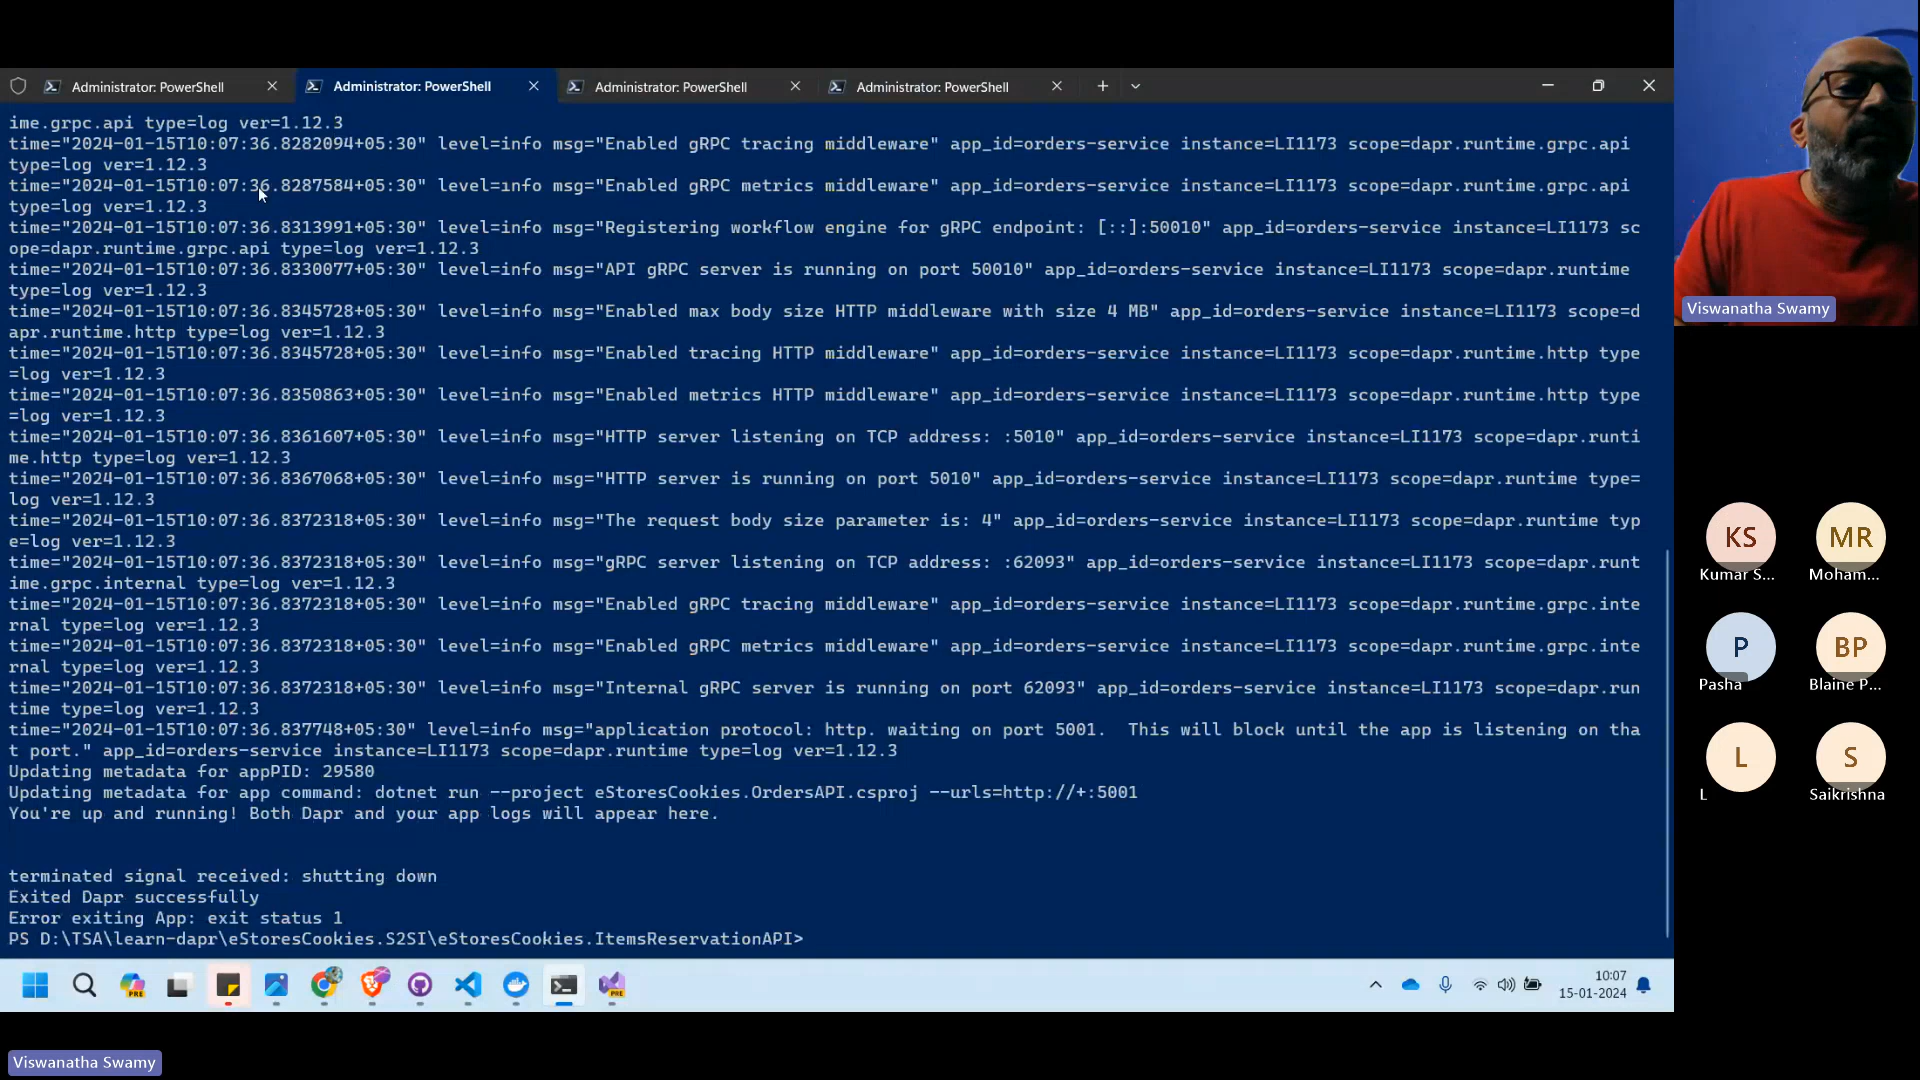 Administrator: PowerShell
Administrator: PowerShell
Administrator: PowerShell
Administrator: PowerShell
ime.grpc.api type=log ver=1.12.3
time="2024-01-15T10:07:36.8282094+05:30" level=info msg="Enabled gRPC tracing middleware" app_id=orders-service instance=LI1173 scope=dapr.runtime.grpc.api
type=log ver=1.12.3
time="2024-01-15T10:07:36.8287584+05:30" level=info msg="Enabled gRPC metrics middleware" app_id=orders-service instance=LI1173 scope=dapr.runtime.grpc.api
type=log ver=1.12.3
time="2024-01-15T10:07:36.8313991+05:30" level=info msg="Registering workflow engine for gRPC endpoint: [::]:50010" app_id=orders-service instance=LI1173 sc
ope=dapr.runtime.grpc.api type=log ver=1.12.3
time="2024-01-15T10:07:36.8330077+05:30" level=info msg="API gRPC server is running on port 50010" app_id=orders-service instance=LI1173 scope=dapr.runtime
type=log ver=1.12.3
time="2024-01-15T10:07:36.8345728+05:30" level=info msg="Enabled max body size HTTP middleware with size 4 MB" app_id=orders-service instance=LI1173 scope=d
apr.runtime.http type=log ver=1.12.3
time="2024-01-15T10:07:36.8345728+05:30" level=info msg="Enabled tracing HTTP middleware" app_id=orders-service instance=LI1173 scope=dapr.runtime.http type
=log ver=1.12.3
time="2024-01-15T10:07:36.8350863+05:30" level=info msg="Enabled metrics HTTP middleware" app_id=orders-service instance=LI1173 scope=dapr.runtime.http type
=log ver=1.12.3
time="2024-01-15T10:07:36.8361607+05:30" level=info msg="HTTP server listening on TCP address: :5010" app_id=orders-service instance=LI1173 scope=dapr.runti
me.http type=log ver=1.12.3
time="2024-01-15T10:07:36.8367068+05:30" level=info msg="HTTP server is running on port 5010" app_id=orders-service instance=LI1173 scope=dapr.runtime type=
log ver=1.12.3
time="2024-01-15T10:07:36.8372318+05:30" level=info msg="The request body size parameter is: 4" app_id=orders-service instance=LI1173 scope=dapr.runtime typ
e=log ver=1.12.3
time="2024-01-15T10:07:36.8372318+05:30" level=info msg="gRPC server listening on TCP address: :62093" app_id=orders-service instance=LI1173 scope=dapr.runt
ime.grpc.internal type=log ver=1.12.3
time="2024-01-15T10:07:36.8372318+05:30" level=info msg="Enabled gRPC tracing middleware" app_id=orders-service instance=LI1173 scope=dapr.runtime.grpc.inte
rnal type=log ver=1.12.3
time="2024-01-15T10:07:36.8372318+05:30" level=info msg="Enabled gRPC metrics middleware" app_id=orders-service instance=LI1173 scope=dapr.runtime.grpc.inte
rnal type=log ver=1.12.3
time="2024-01-15T10:07:36.8372318+05:30" level=info msg="Internal gRPC server is running on port 62093" app_id=orders-service instance=LI1173 scope=dapr.run
time type=log ver=1.12.3
time="2024-01-15T10:07:36.837748+05:30" level=info msg="application protocol: http. waiting on port 5001.  This will block until the app is listening on tha
t port." app_id=orders-service instance=LI1173 scope=dapr.runtime type=log ver=1.12.3
Updating metadata for appPID: 29580
Updating metadata for app command: dotnet run --project eStoresCookies.OrdersAPI.csproj --urls=http://+:5001
You're up and running! Both Dapr and your app logs will appear here.
terminated signal received: shutting down
Exited Dapr successfully
Error exiting App: exit status 1
PS D:\TSA\learn-dapr\eStoresCookies.S2SI\eStoresCookies.ItemsReservationAPI>
PRE
PRE
10:07
15-01-2024
Viswanatha Swamy
Viswanatha Swamy
KS
MR
Kumar S...
Moham...
P
BP
Pasha
Blaine P...
L
S
L
Saikrishna